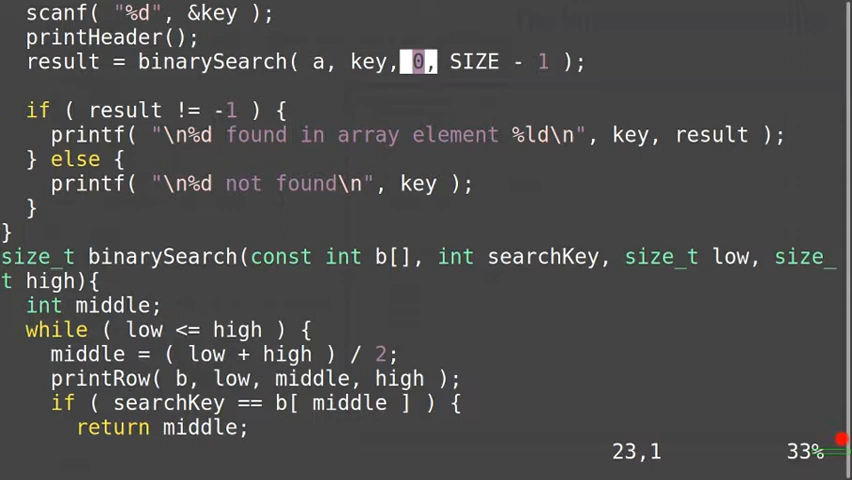 scanf( "%d", &key );
printHeader();
result = binarySearch( a, key, 0, SIZE - 1 );
if ( result != -1 ) {
printf( "\n%d found in array element %ld\n", key, result );
} else {
printf( "\n%d not found\n", key );
}
}
size_t binarySearch(const int b[], int searchKey, size_t low, size_
t high){
int middle;
while ( low <= high ) {
middle = ( low + high ) / 2;
printRow( b, low, middle, high );
if ( searchKey == b[ middle ] ) {
return middle;
23,1 33%